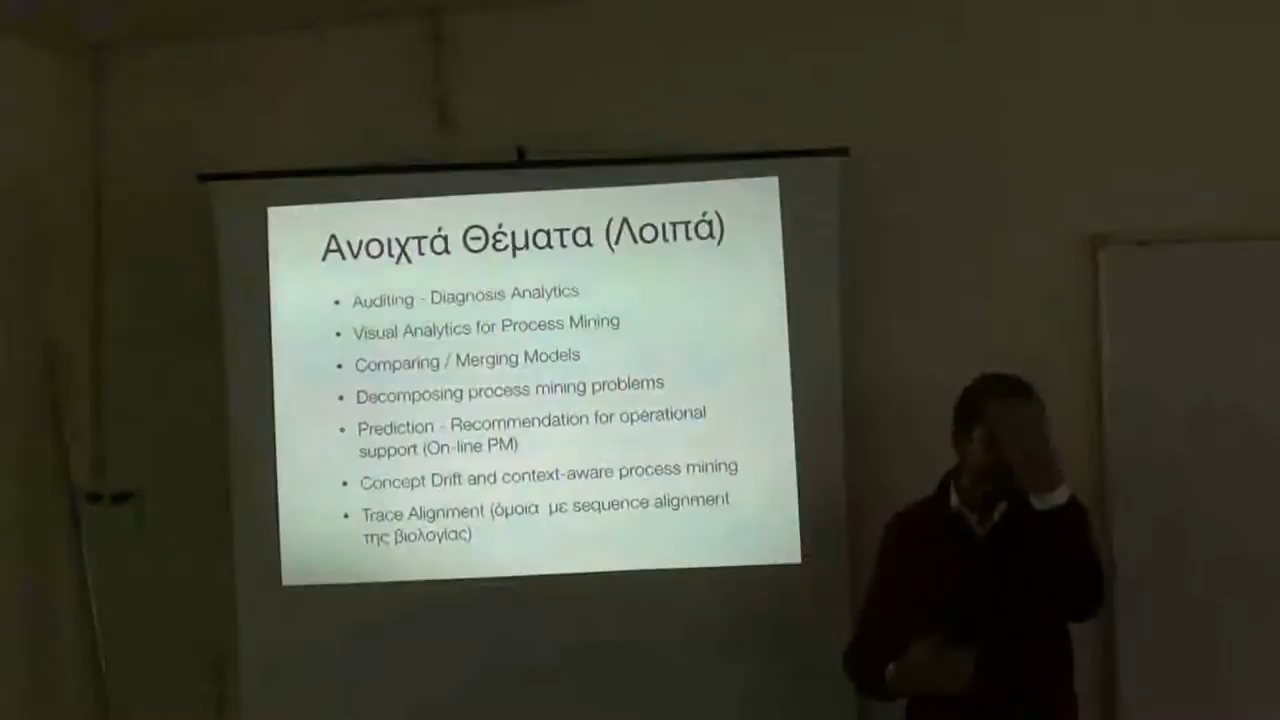 Ανοιχτά Θέματα (Λοιπά)
• Auditing - Diagnosis Analytics
• Visual Analytics for Process Mining
• Comparing / Merging Models
• Decomposing process mining problems
• Prediction - Recommendation for operational
support (On-line PM)
• Concept Drift and context-aware process mining
• Trace Alignment (όμοια με sequence alignment
της βιολογίας)